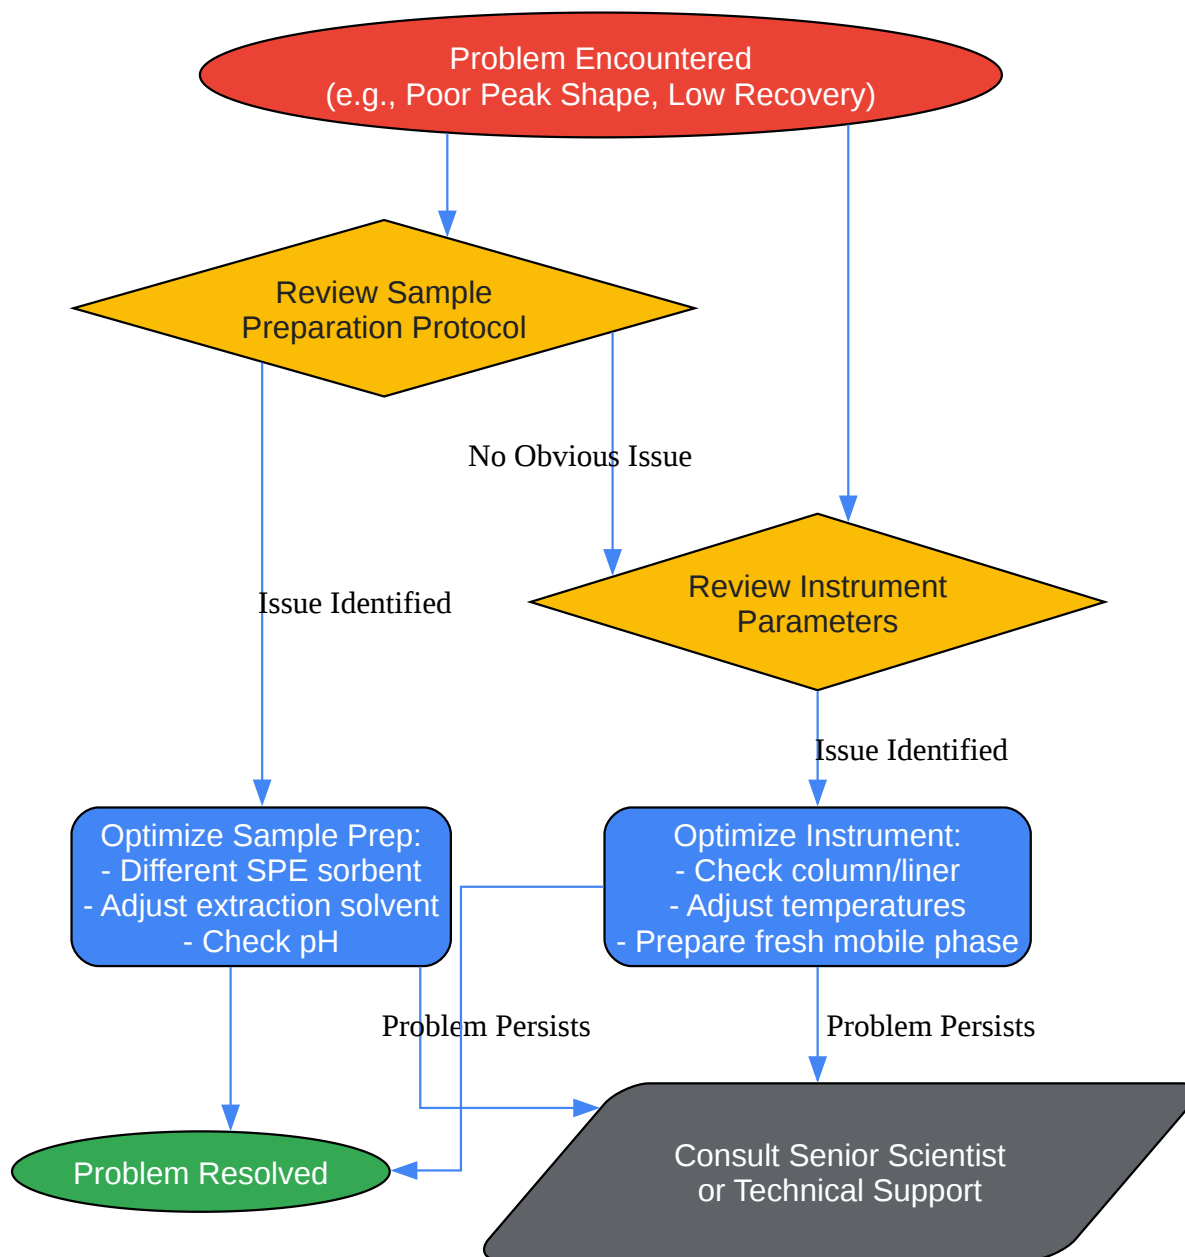 Problem Encountered
(e.g., Poor Peak Shape, Low Recovery)
Review Sample
Preparation Protocol
No Obvious Issue
Review Instrument
Parameters
Issue Identified
Issue Identified
Optimize Sample Prep:
- Different SPE sorbent
- Adjust extraction solvent
- Check pH
Optimize Instrument:
- Check column/liner
- Adjust temperatures
- Prepare fresh mobile phase
Problem Persists
Problem Persists
Problem Resolved
Consult Senior Scientist
or Technical Support